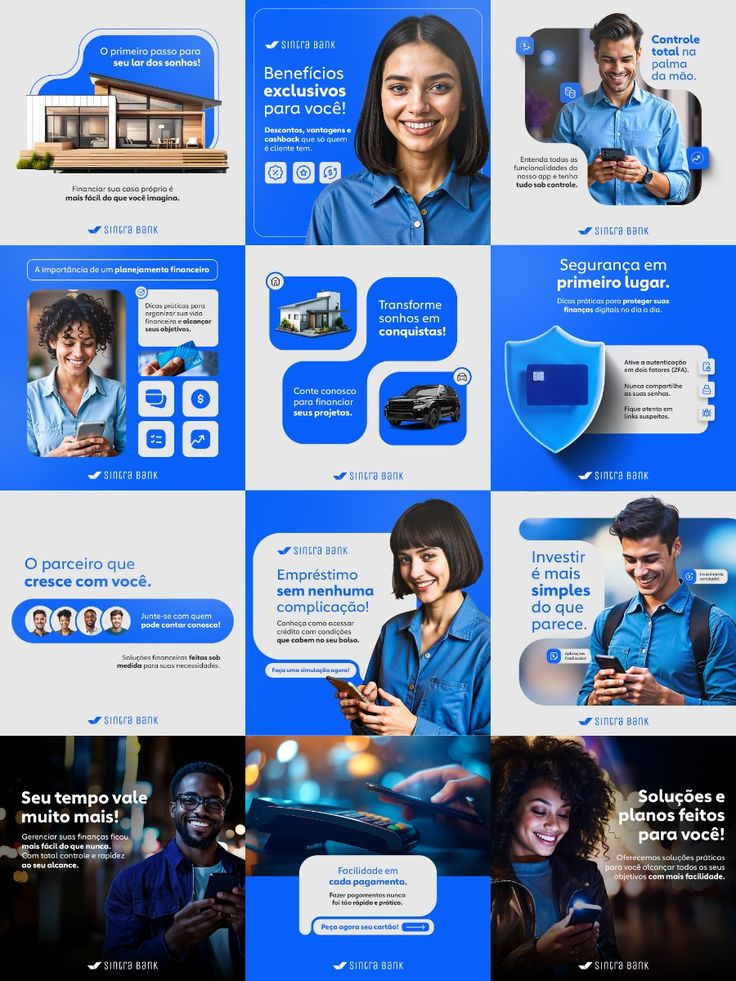 O primeiro passo para
seu lar dos sonhos!
Financiar sua casa própria é
mais fácil do que você imagina.
SINTRA BANK
SINTRA BANK
Benefícios
exclusivos
para você!
Descontos, vantagens e
cashback que só quem
é cliente tem.
Controle
total na
palma
da mão.
Entenda todas as
funcionalidades do
nosso app e tenha
tudo sob controle.
SINTRA BANK
A importância de um planejamento financeiro
Dicas práticas para
organizar sua vida
financeira e alcançar
seus objetivos.
SINTRA BANK
Transforme
sonhos em
conquistas!
Conte conosco
para financiar
seus projetos.
SINTRA BANK
Segurança em
primeiro lugar.
Dicas práticas para proteger suas
finanças digitais no dia a dia.
Ative a autenticação
em dois fatores (2FA).
Nunca compartilhe
as suas senhas.
Fique atento em
links suspeitos.
SINTRA BANK
O parceiro que
cresce com você.
Junte-se com quem
pode contar conosco!
Soluções financeiras feitas sob
medida para suas necessidades.
SINTRA BANK
SINTRA BANK
Empréstimo
sem nenhuma
complicação!
Conheça como acessar
crédito com condições
que cabem no seu bolso.
Faça uma simulação agora!
Investir
é mais
simples
do que
parece.
Investimento
concluído!
Aplicações
finalizadas!
SINTRA BANK
Seu tempo vale
muito mais!
Gerenciar suas finanças ficou
mais fácil do que nunca.
Com total controle e rapidez
ao seu alcance.
SINTRA BANK
Facilidade em
cada pagamento.
Fazer pagamentos nunca
foi tão rápido e prático.
Peça agora seu cartão!
SINTRA BANK
Soluções e
planos feitos
para você!
Oferecemos soluções práticas
para você alcançar todos os seus
objetivos com mais facilidade.
SINTRA BANK